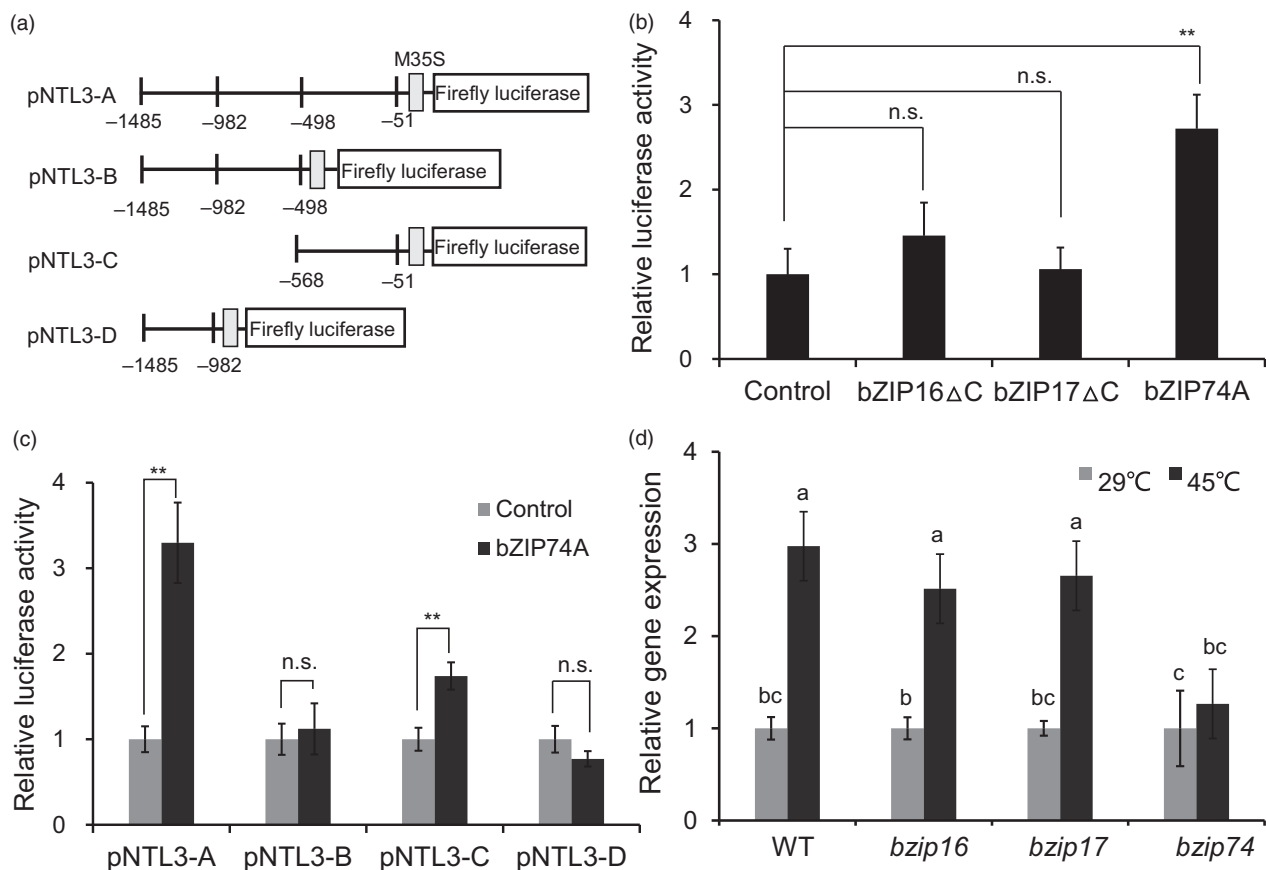 (a)
M35S
pNTL3-A
Firefly luciferase
–1485
–982
–498
–51
pNTL3-B
Firefly luciferase
–1485
–982
–498
pNTL3-C
Firefly luciferase
–568
–51
pNTL3-D
Firefly luciferase
–1485
–982
(b)
Relative luciferase activity
4
3
2
1
0
**
n.s.
n.s.
Control
bZIP16△C
bZIP17△C
bZIP74A
(c)
Relative luciferase activity
4
3
2
1
0
**
n.s.
**
n.s.
Control
bZIP74A
pNTL3-A
pNTL3-B
pNTL3-C
pNTL3-D
(d)
Relative gene expression
4
3
2
1
0
29℃
45℃
bc
a
b
a
bc
a
c
bc
WT
bzip16
bzip17
bzip74